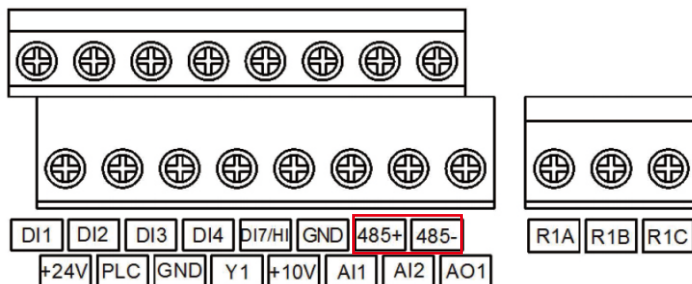 DI1 DI2 DI3 DI4 DI7/HI GND 485+ 485- R1A R1B R1C
+24V PLC GND Y1 +10V AI1 AI2 AO1